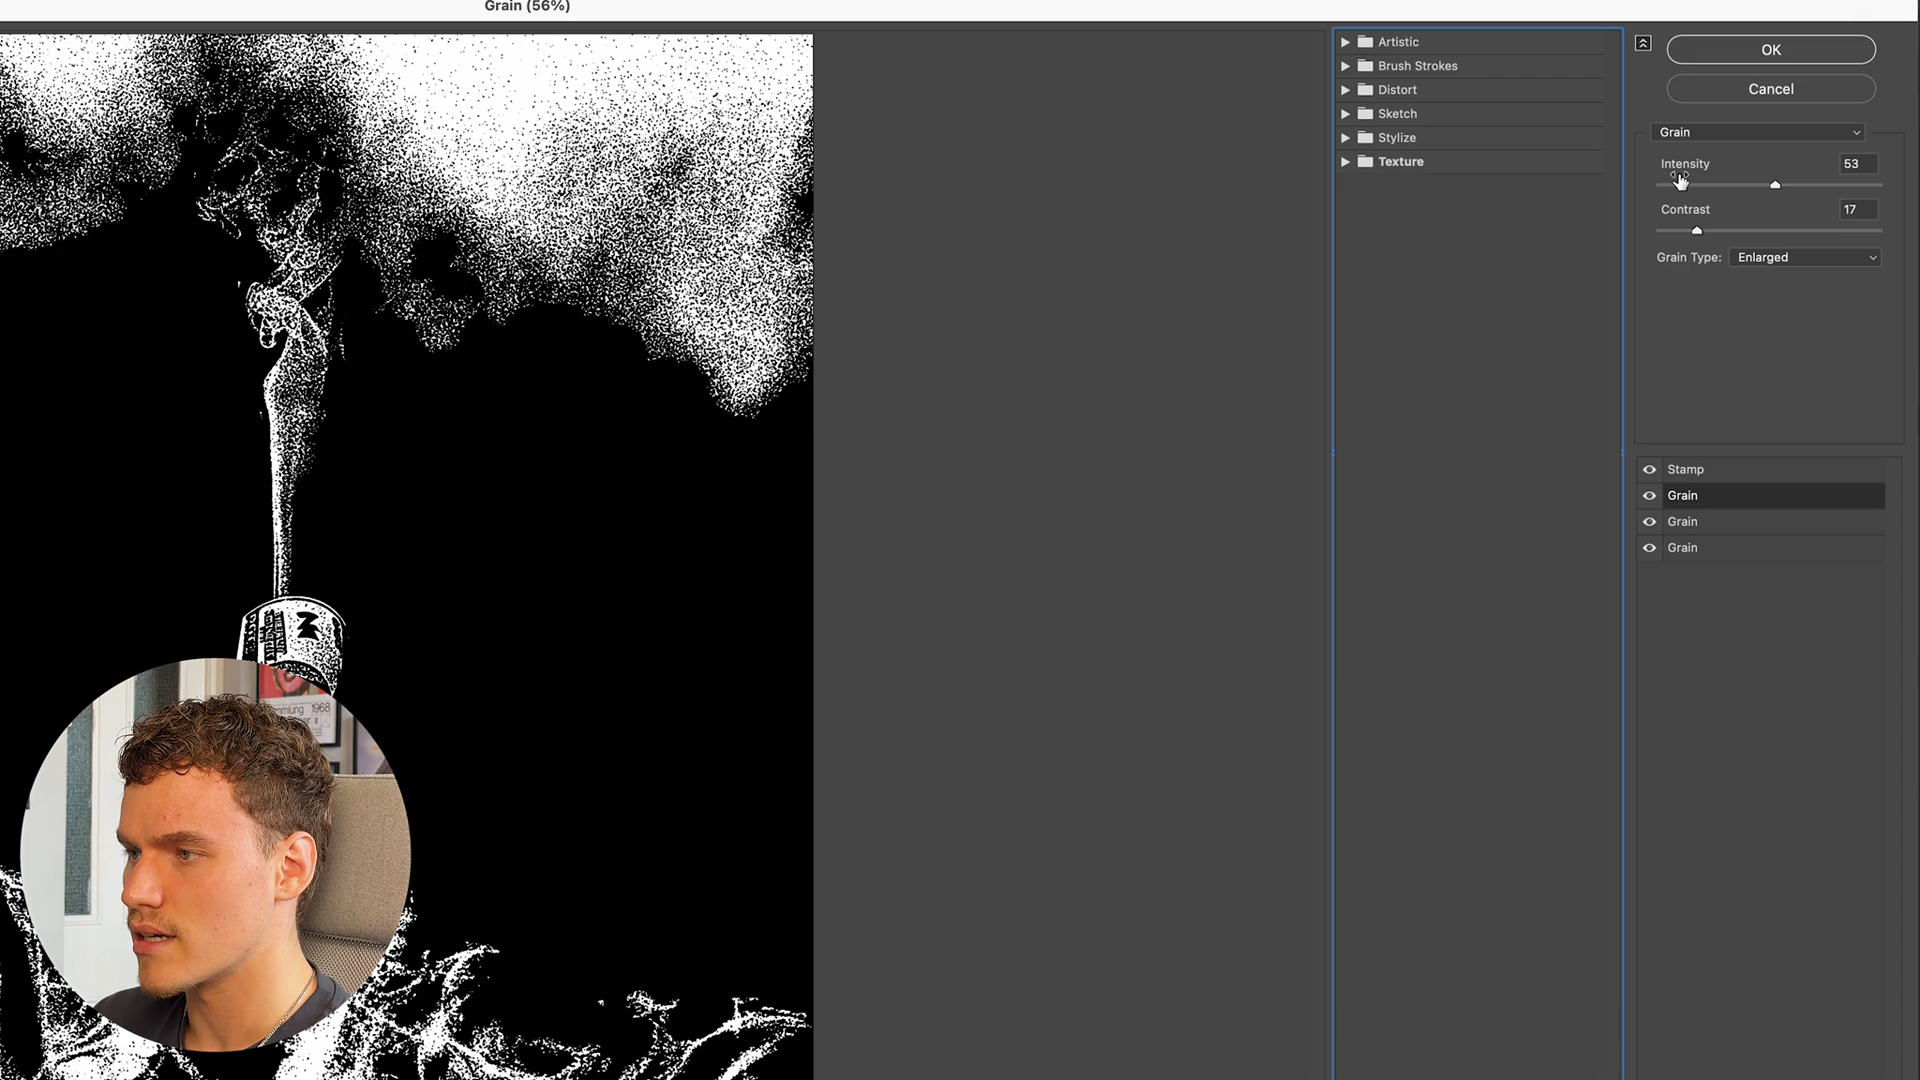 Grain (56%)
Artistic
Brush Strokes
Distort
Sketch
Stylize
Texture
OK
Cancel
Grain
Intensity
53
Contrast
17
Grain Type:
Enlarged
Stamp
Grain
Grain
Grain
1968